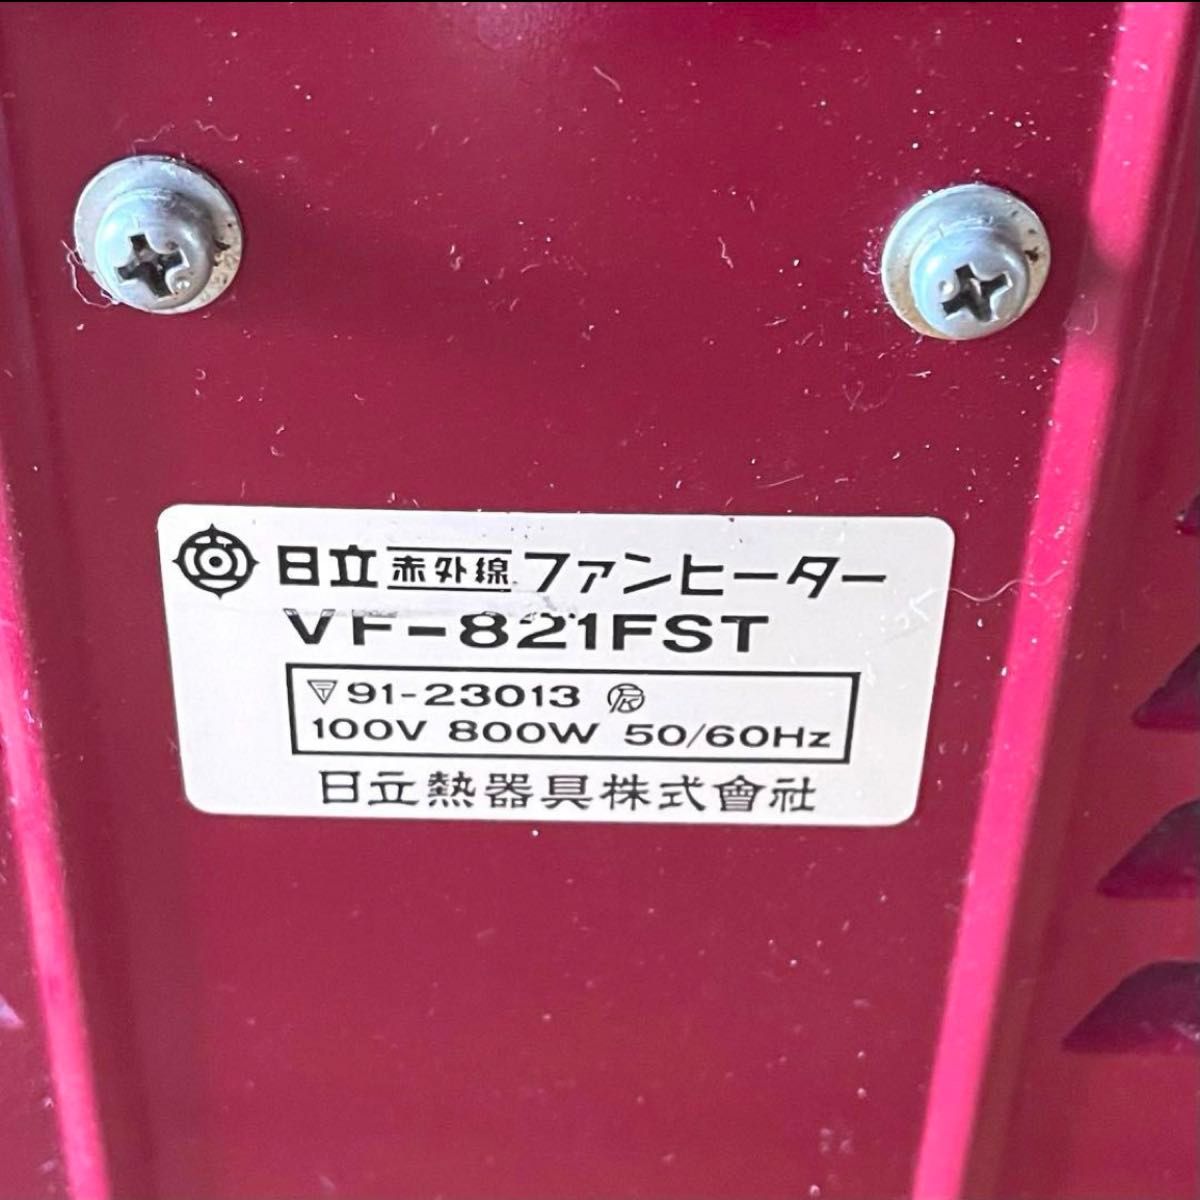 日立 赤外線 ファンヒーター
VF-821FST
91-23013
100V 800W 50/60Hz
日立熱器具株式會社